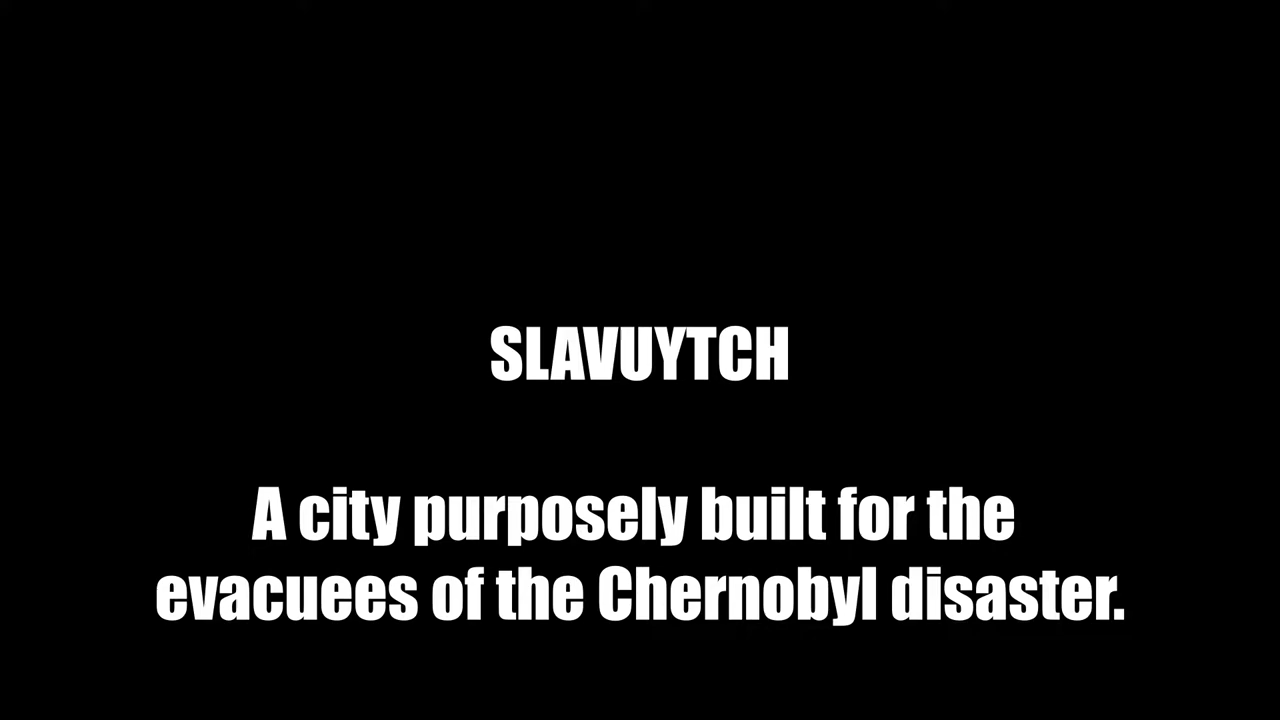 SLAVUYTCH
A city purposely built for the
evacuees of the Chernobyl disaster.